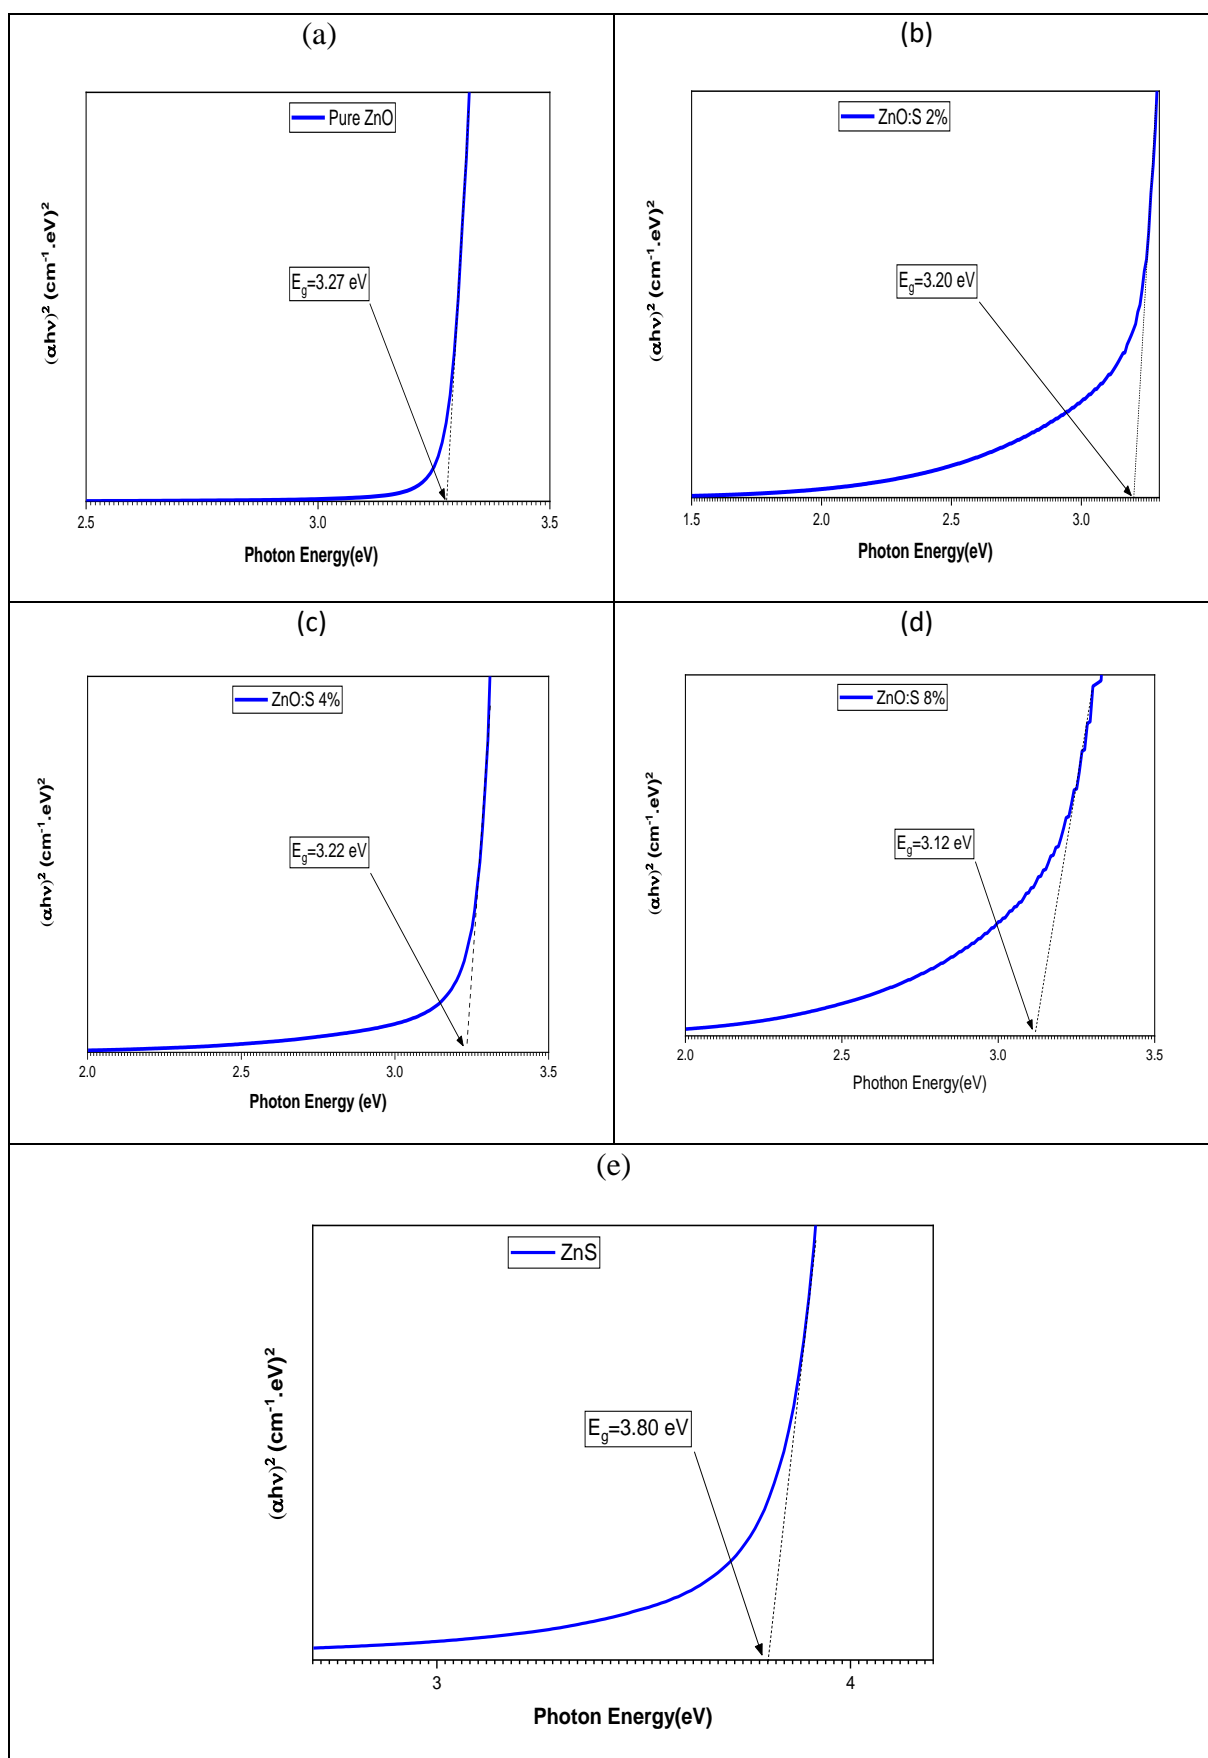 (a)
Pure ZnO
E_g=3.27 eV
(αhν)² (cm⁻¹.eV)²
2.5 3.0 3.5
Photon Energy(eV)
(b)
ZnO:S 2%
E_g=3.20 eV
(αhν)² (cm⁻¹.eV)²
1.5 2.0 2.5 3.0
Photon Energy(eV)
(c)
ZnO:S 4%
E_g=3.22 eV
(αhν)² (cm⁻¹.eV)²
2.0 2.5 3.0 3.5
Photon Energy (eV)
(d)
ZnO:S 8%
E_g=3.12 eV
(αhν)² (cm⁻¹.eV)²
2.0 2.5 3.0 3.5
Phothon Energy(eV)
(e)
ZnS
E_g=3.80 eV
(αhν)² (cm⁻¹.eV)²
3 4
Photon Energy(eV)